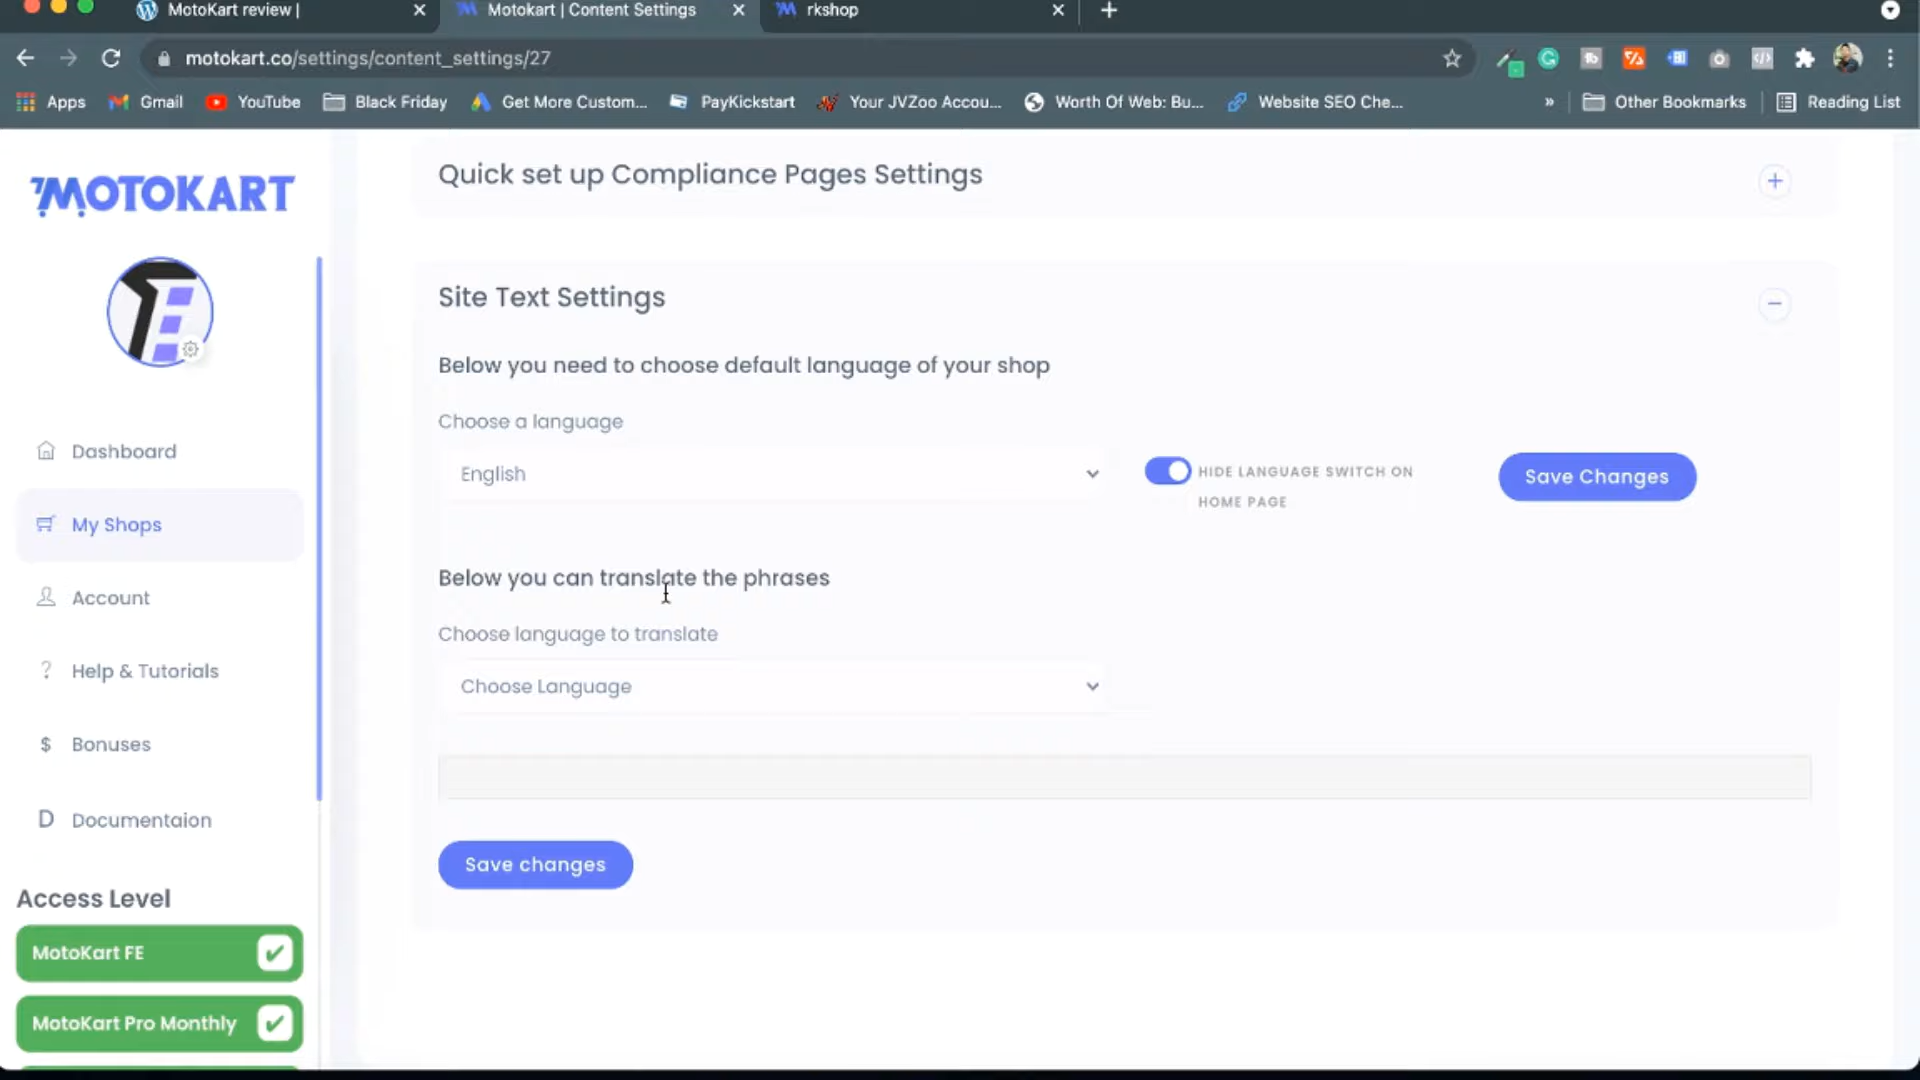 MotoKart review |
Motokart | Content Settings
rkshop
motokart.co/settings/content_settings/27
Apps
Gmail
YouTube
Black Friday
Get More Custom...
PayKickstart
Your JVZoo Accou...
Worth Of Web: Bu...
Website SEO Che...
»
Other Bookmarks
Reading List
MOTOKART
Dashboard
My Shops
Account
? Help & Tutorials
$ Bonuses
D Documentaion
Access Level
MotoKart FE
MotoKart Pro Monthly
Quick set up Compliance Pages Settings
Site Text Settings
Below you need to choose default language of your shop
Choose a language
English
HIDE LANGUAGE SWITCH ON
HOME PAGE
Save Changes
Below you can translate the phrases
Choose language to translate
Choose Language
Save changes